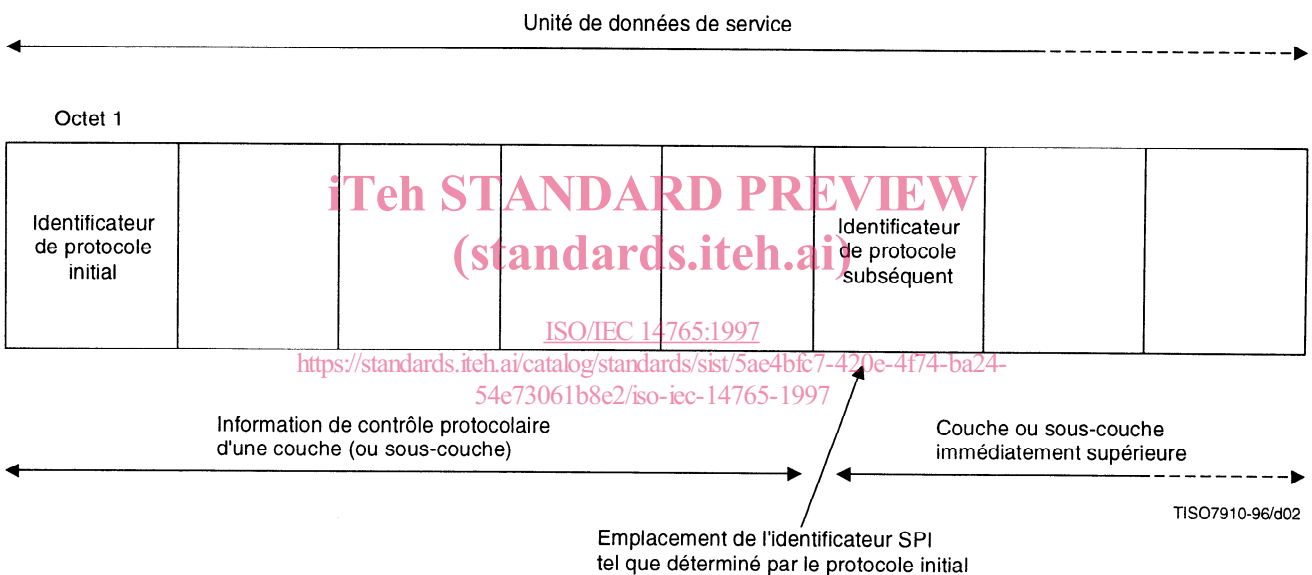 Unité de données de service
Octet 1
Identificateur
de protocole
initial
iTeh STANDARD PREVIEW
(standards.iteh.ai)
Identificateur
de protocole
subséquent
ISO/IEC 14765:1997
https://standards.iteh.ai/catalog/standards/sist/5ae4bfc7-420e-4f74-ba24-
54e73061b8e2/iso-iec-14765-1997
Information de contrôle protocolaire
d'une couche (ou sous-couche)
Couche ou sous-couche
immédiatement supérieure
TISO7910-96/d02
Emplacement de l'identificateur SPI
tel que déterminé par le protocole initial